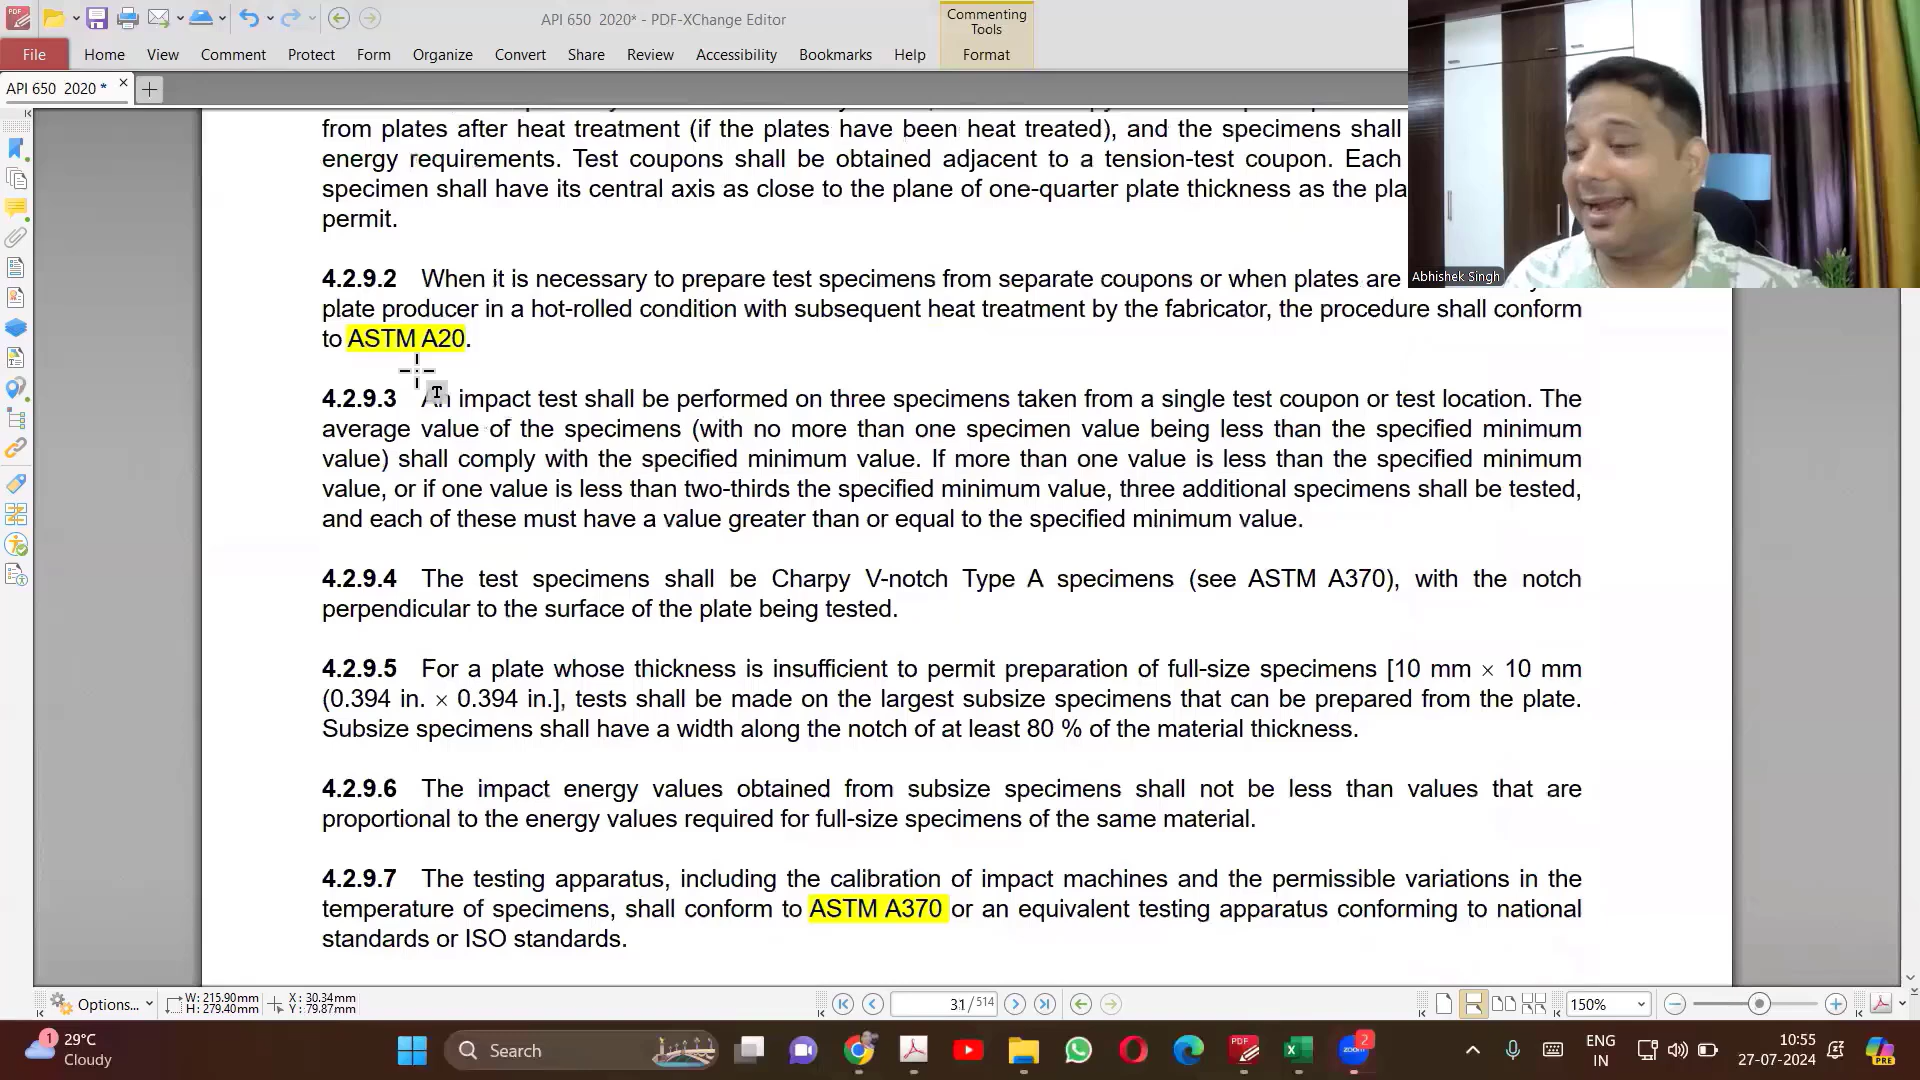 API 650 2020* - PDF-XChange Editor
Commenting
Tools
File Home View Comment Protect Form Organize Convert Share Review Accessibility Bookmarks Help Format
API 650 2020 *
from plates after heat treatment (if the plates have been heat treated), and the specimens shall
energy requirements. Test coupons shall be obtained adjacent to a tension-test coupon. Each
specimen shall have its central axis as close to the plane of one-quarter plate thickness as the pla
permit.
Abhishek Singh
4.2.9.2 When it is necessary to prepare test specimens from separate coupons or when plates are
plate producer in a hot-rolled condition with subsequent heat treatment by the fabricator, the procedure shall conform
to ASTM A20.
4.2.9.3 An impact test shall be performed on three specimens taken from a single test coupon or test location. The
average value of the specimens (with no more than one specimen value being less than the specified minimum
value) shall comply with the specified minimum value. If more than one value is less than the specified minimum
value, or if one value is less than two-thirds the specified minimum value, three additional specimens shall be tested,
and each of these must have a value greater than or equal to the specified minimum value.
4.2.9.4 The test specimens shall be Charpy V-notch Type A specimens (see ASTM A370), with the notch
perpendicular to the surface of the plate being tested.
4.2.9.5 For a plate whose thickness is insufficient to permit preparation of full-size specimens [10 mm × 10 mm
(0.394 in. × 0.394 in.], tests shall be made on the largest subsize specimens that can be prepared from the plate.
Subsize specimens shall have a width along the notch of at least 80 % of the material thickness.
4.2.9.6 The impact energy values obtained from subsize specimens shall not be less than values that are
proportional to the energy values required for full-size specimens of the same material.
4.2.9.7 The testing apparatus, including the calibration of impact machines and the permissible variations in the
temperature of specimens, shall conform to ASTM A370 or an equivalent testing apparatus conforming to national
standards or ISO standards.
Options...
W: 215.90mm
H: 279.40mm
X: 30.34mm
Y: 79.87mm
31 / 514
150%
1
29°C
Cloudy
Search
PDF
zoom
2
ENG
IN
10:55
27-07-2024
PRE